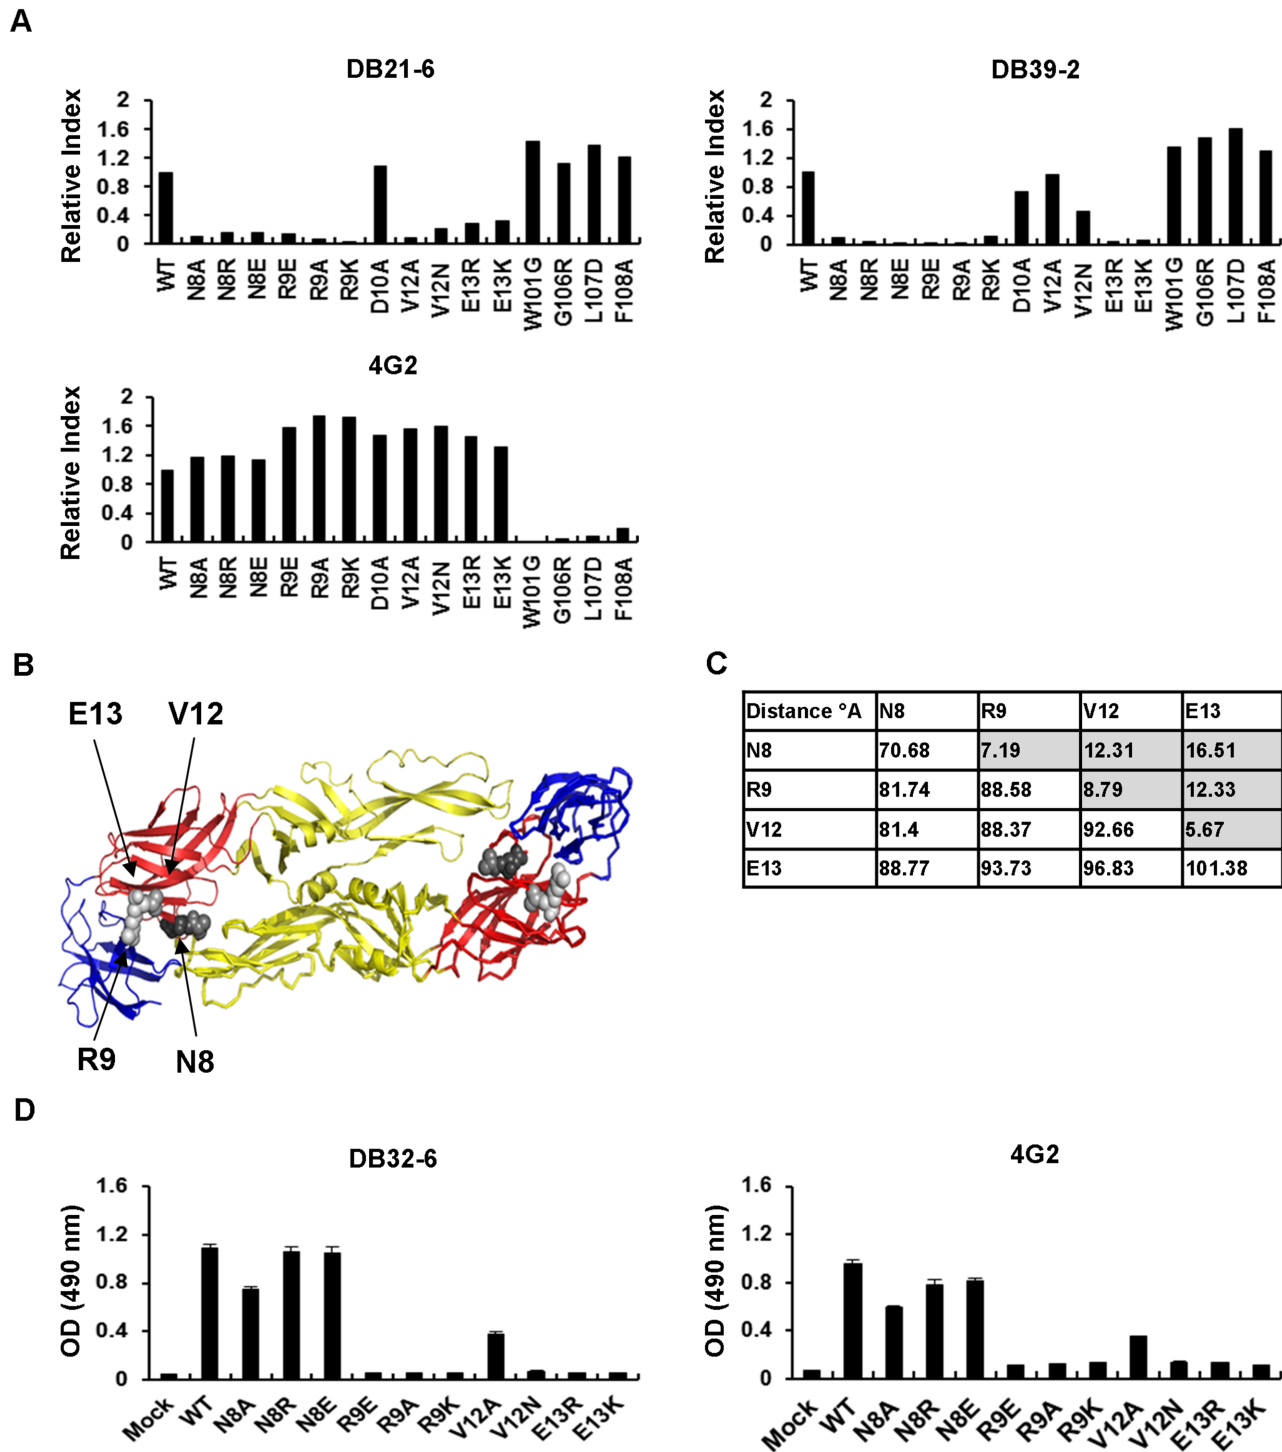 A
DB21-6
Relative Index
2
1.6
1.2
0.8
0.4
0
WT N8A N8R N8E R9E R9A R9K D10A V12A V12N E13R E13K W101G G106R L107D F108A
DB39-2
Relative Index
2
1.6
1.2
0.8
0.4
0
WT N8A N8R N8E R9E R9A R9K D10A V12A V12N E13R E13K W101G G106R L107D F108A
4G2
Relative Index
2
1.6
1.2
0.8
0.4
0
WT N8A N8R N8E R9E R9A R9K D10A V12A V12N E13R E13K W101G G106R L107D F108A
B
E13 V12
R9 N8
C
Distance °A N8 R9 V12 E13
N8 70.68 7.19 12.31 16.51
R9 81.74 88.58 8.79 12.33
V12 81.4 88.37 92.66 5.67
E13 88.77 93.73 96.83 101.38
D
DB32-6
OD (490 nm)
1.6
1.2
0.8
0.4
0
Mock WT N8A N8R N8E R9E R9A R9K V12A V12N E13R E13K
4G2
OD (490 nm)
1.6
1.2
0.8
0.4
0
Mock WT N8A N8R N8E R9E R9A R9K V12A V12N E13R E13K